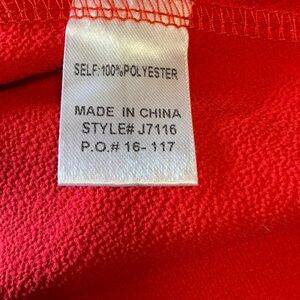 SELF:100%POLYESTER
MADE IN CHINA
STYLE# J7116
P.O.# 16-117